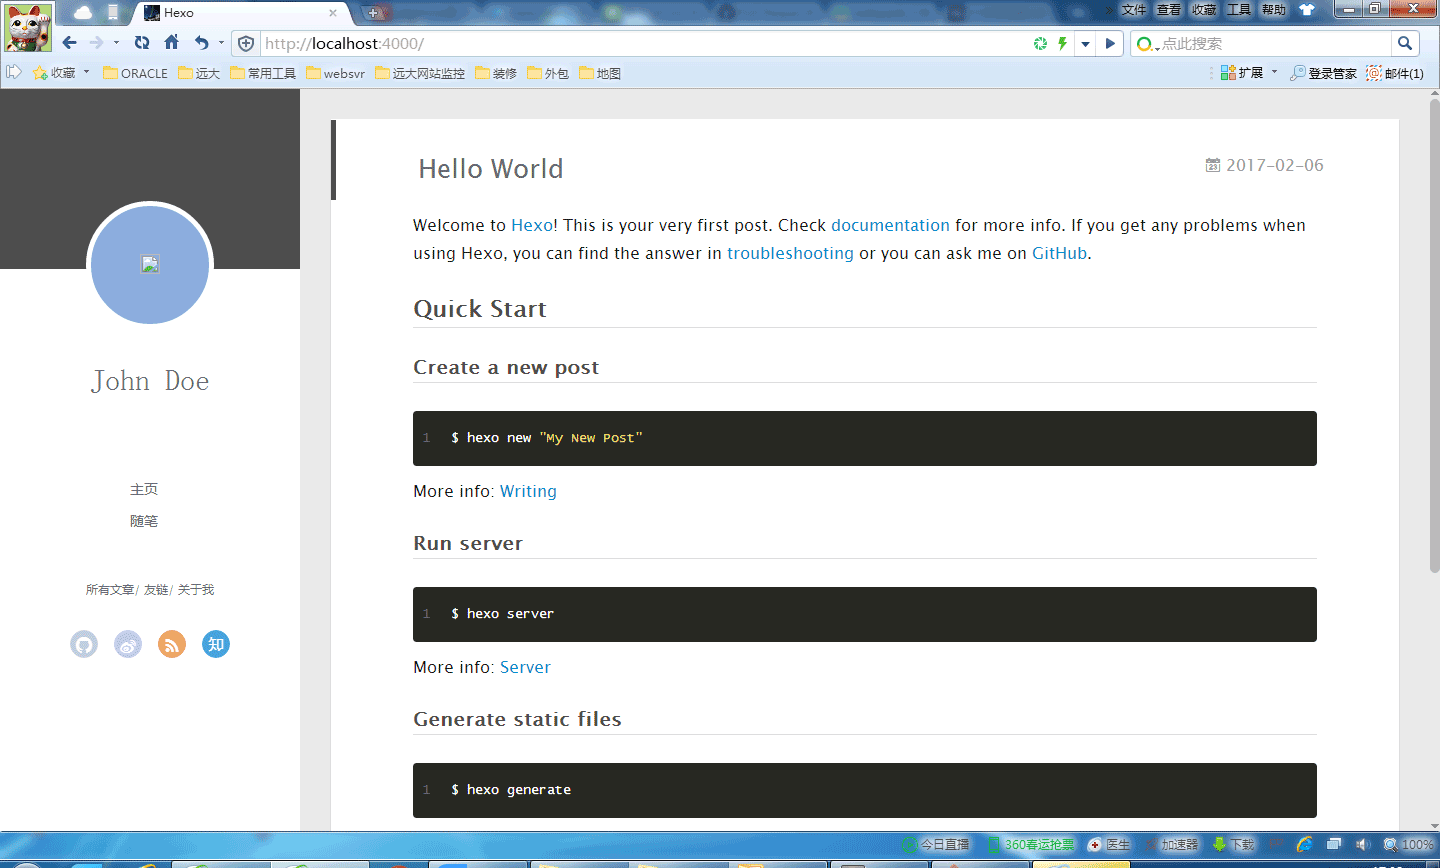 Hexo
文件 查看 收藏 工具 帮助
http://localhost:4000/
点此搜索
收藏 ORACLE 远大 常用工具 websvr 远大网站监控 装修 外包 地图
扩展 登录管家 邮件(1)
John Doe
主页
随笔
所有文章/ 友链/ 关于我
知
Hello World
2017-02-06
Welcome to Hexo! This is your very first post. Check documentation for more info. If you get any problems when
using Hexo, you can find the answer in troubleshooting or you can ask me on GitHub.
Quick Start
Create a new post
1 $ hexo new "My New Post"
More info: Writing
Run server
1 $ hexo server
More info: Server
Generate static files
1 $ hexo generate
今日直播 360春运抢票 医生 加速器 下载 100%